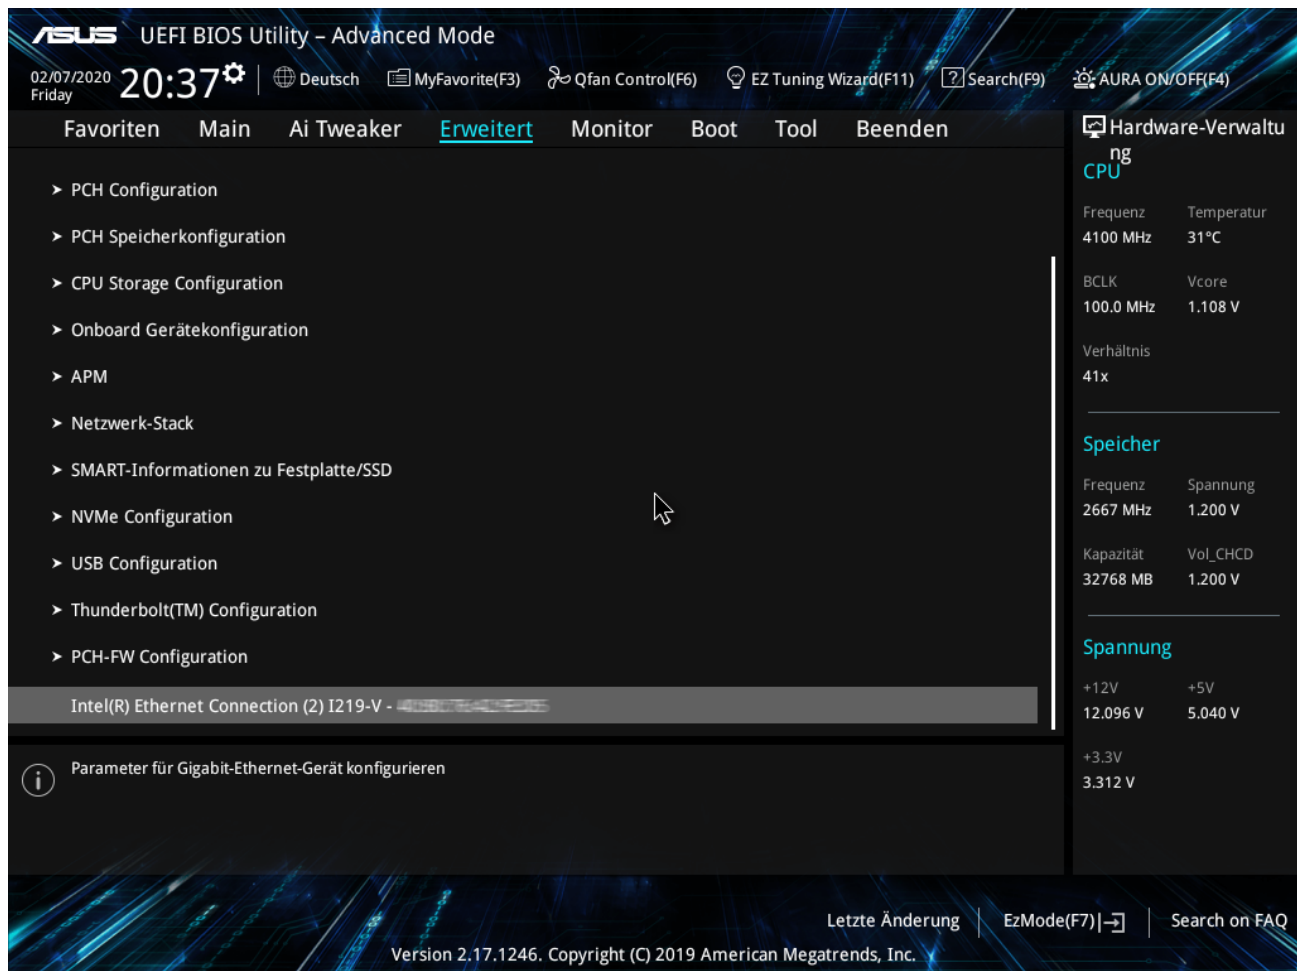 ASUS UEFI BIOS Utility – Advanced Mode
02/07/2020
Friday
20:37
Deutsch
MyFavorite(F3)
Qfan Control(F6)
EZ Tuning Wizard(F11)
? Search(F9)
AURA ON/OFF(F4)
Favoriten Main Ai Tweaker Erweitert Monitor Boot Tool Beenden
➤ PCH Configuration
➤ PCH Speicherkonfiguration
➤ CPU Storage Configuration
➤ Onboard Gerätekonfiguration
➤ APM
➤ Netzwerk-Stack
➤ SMART-Informationen zu Festplatte/SSD
➤ NVMe Configuration
➤ USB Configuration
➤ Thunderbolt(TM) Configuration
➤ PCH-FW Configuration
Intel(R) Ethernet Connection (2) I219-V -
i Parameter für Gigabit-Ethernet-Gerät konfigurieren
Hardware-Verwaltu
ng
CPU
Frequenz Temperatur
4100 MHz 31°C
BCLK Vcore
100.0 MHz 1.108 V
Verhältnis
41x
Speicher
Frequenz Spannung
2667 MHz 1.200 V
Kapazität Vol_CHCD
32768 MB 1.200 V
Spannung
+12V +5V
12.096 V 5.040 V
+3.3V
3.312 V
Letzte Änderung
EzMode(F7)
Search on FAQ
Version 2.17.1246. Copyright (C) 2019 American Megatrends, Inc.